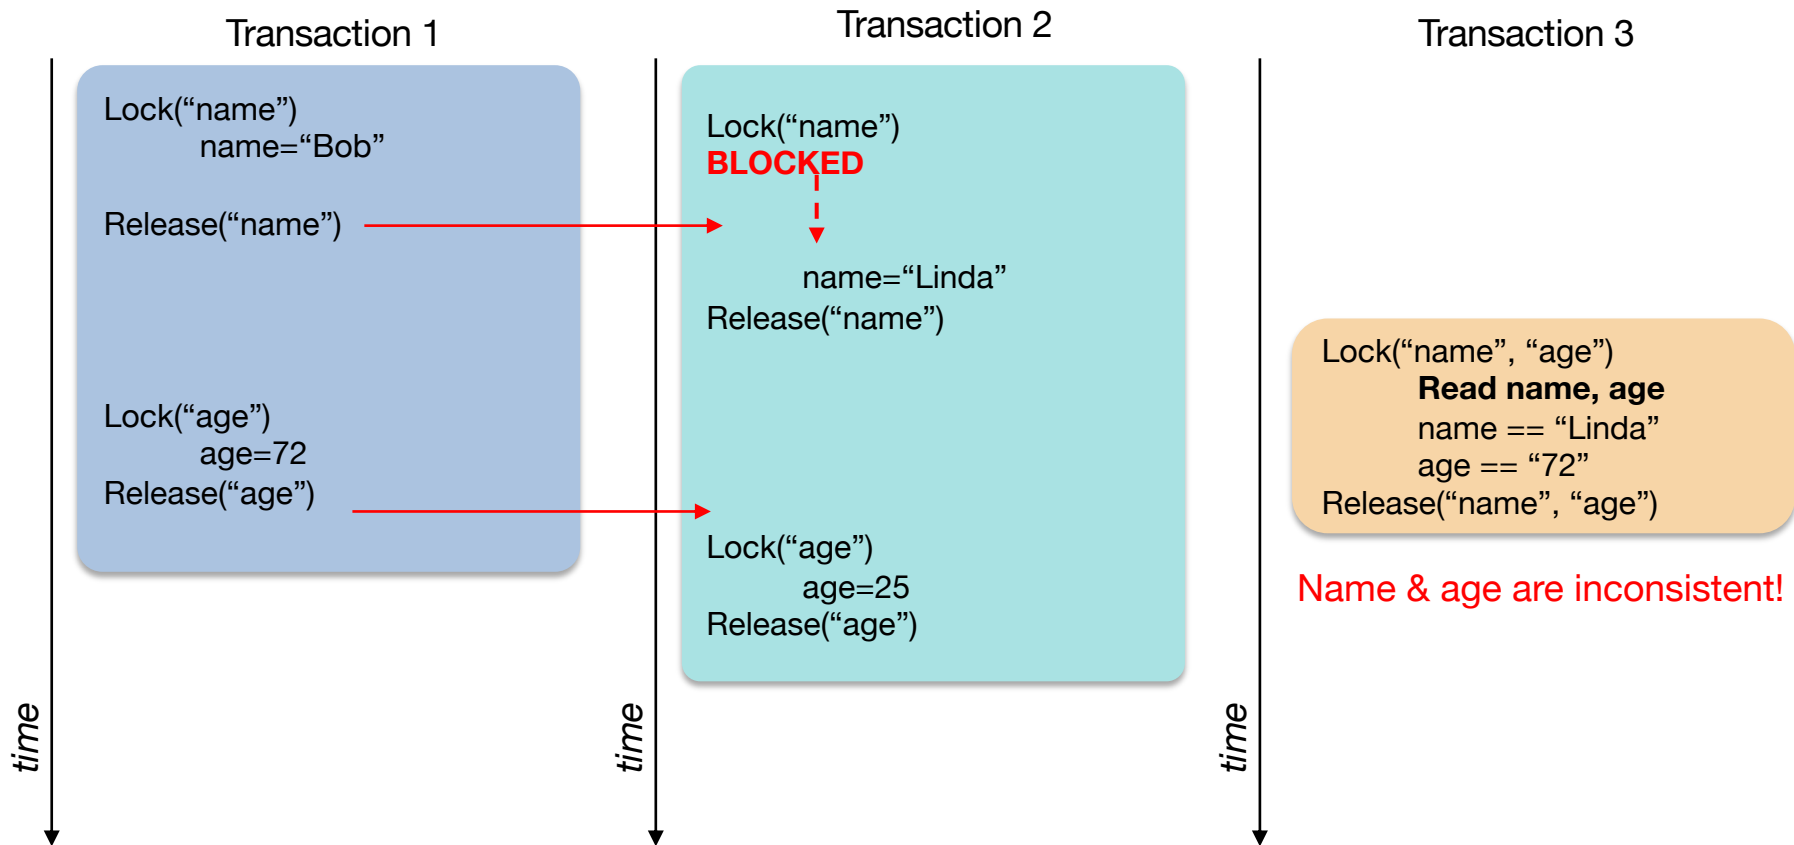 Transaction 1
Lock(“name”)
name=“Bob”
Release(“name”)
Lock(“age”)
age=72
Release(“age”)
time
Transaction 2
Lock(“name”)
BLOCKED
name=“Linda”
Release(“name”)
Lock(“age”)
age=25
Release(“age”)
time
Transaction 3
Lock(“name”, “age”)
Read name, age
name == “Linda”
age == “72”
Release(“name”, “age”)
Name & age are inconsistent!
time